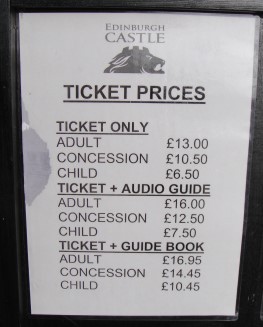 EDINBURGH
CASTLE
TICKET PRICES
TICKET ONLY
ADULT £13.00
CONCESSION £10.50
CHILD £6.50
TICKET + AUDIO GUIDE
ADULT £16.00
CONCESSION £12.50
CHILD £7.50
TICKET + GUIDE BOOK
ADULT £16.95
CONCESSION £14.45
CHILD £10.45